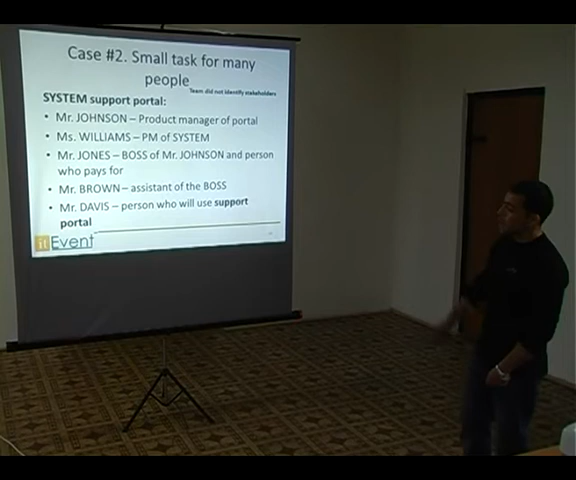 Case #2. Small task for many
people
Team did not identify stakeholders
SYSTEM support portal:
• Mr. JOHNSON – Product manager of portal
• Ms. WILLIAMS – PM of SYSTEM
• Mr. JONES – BOSS of Mr. JOHNSON and person
who pays for
• Mr. BROWN – assistant of the BOSS
• Mr. DAVIS – person who will use support
portal
it Event